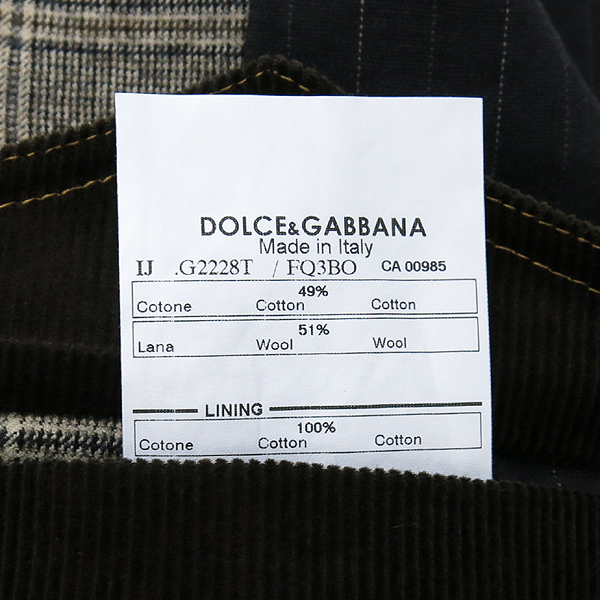 DOLCE&GABBANA
Made in Italy
IJ .G2228T / FQ3BO CA 00985
49%
Cotone Cotton Cotton
51%
Lana Wool Wool
LINING
100%
Cotone Cotton Cotton